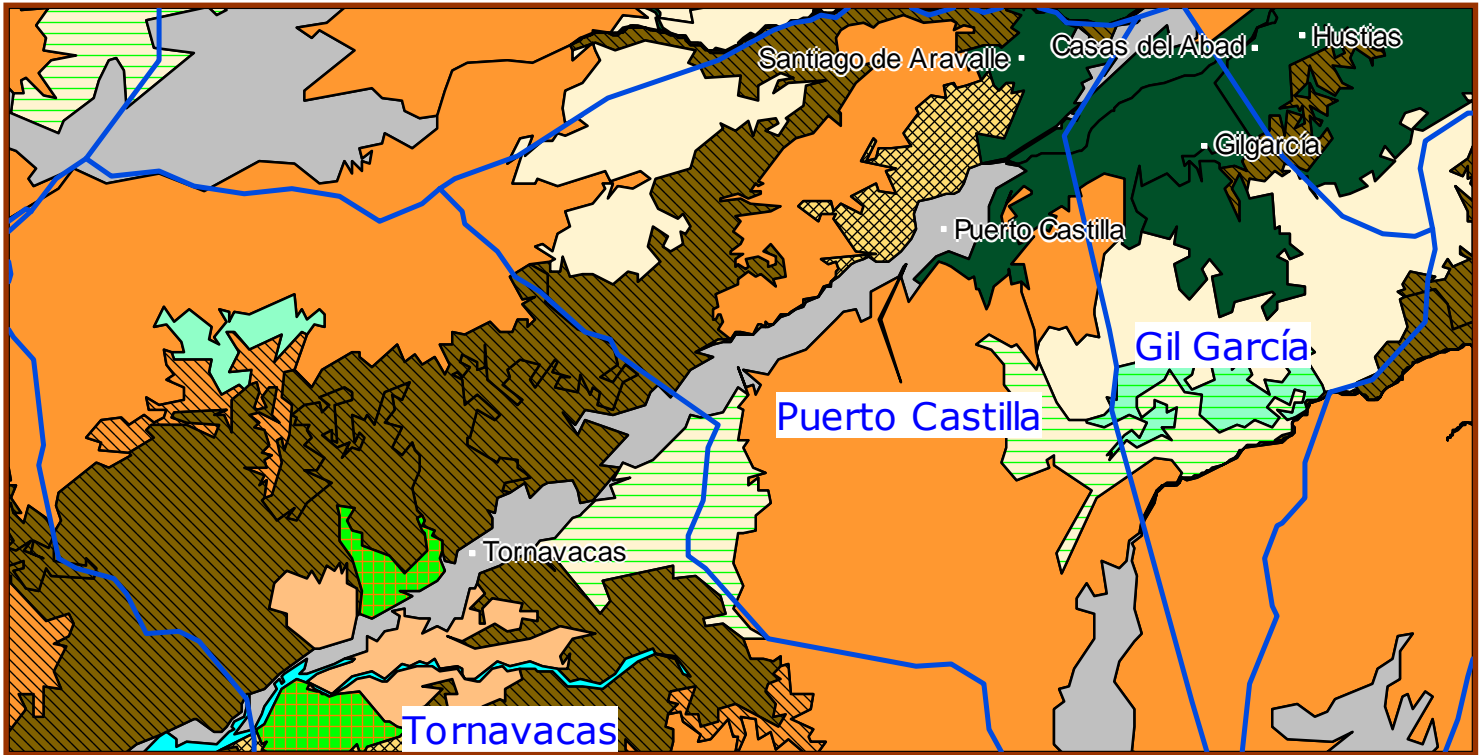 Hustias
Casas del Abad
Santiago de Aravalle
Gilgarcía
Puerto Castilla
Gil García
Puerto Castilla
Tornavacas
Tornavacas